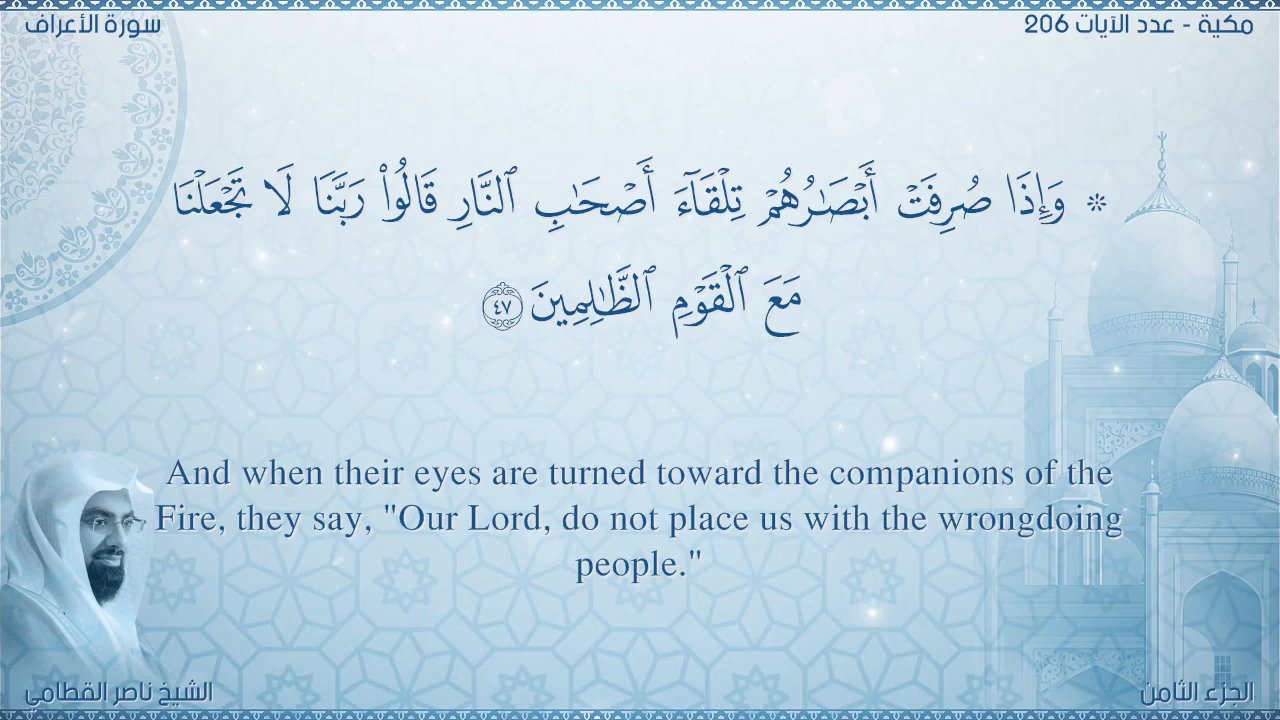 مكية - عدد الآيات 206
سورة الأعراف
۞ وَإِذَا صُرِفَتْ أَبْصَـٰرُهُمْ تِلْقَآءَ أَصْحَـٰبِ ٱلنَّارِ قَالُوا۟ رَبَّنَا لَا تَجْعَلْنَا
مَعَ ٱلْقَوْمِ ٱلظَّـٰلِمِينَ ٤٧
And when their eyes are turned toward the companions of the
Fire, they say, "Our Lord, do not place us with the wrongdoing
people."
الجزء الثامن
الشيخ ناصر القطامي